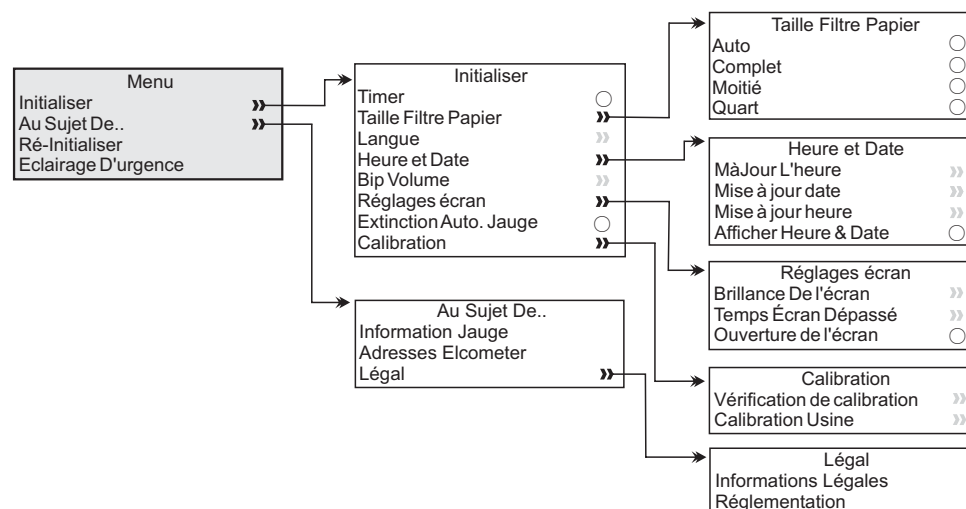 Menu
Initialiser
Au Sujet De..
Ré-Initialiser
Eclairage D'urgence
Initialiser
Timer
Taille Filtre Papier
Langue
Heure et Date
Bip Volume
Réglages écran
Extinction Auto. Jauge
Calibration
Au Sujet De..
Information Jauge
Adresses Elcometer
Légal
Taille Filtre Papier
Auto
Complet
Moitié
Quart
Heure et Date
MàJour L'heure
Mise à jour date
Mise à jour heure
Afficher Heure & Date
Réglages écran
Brillance De l'écran
Temps Écran Dépassé
Ouverture de l'écran
Calibration
Vérification de calibration
Calibration Usine
Légal
Informations Légales
Réglementation